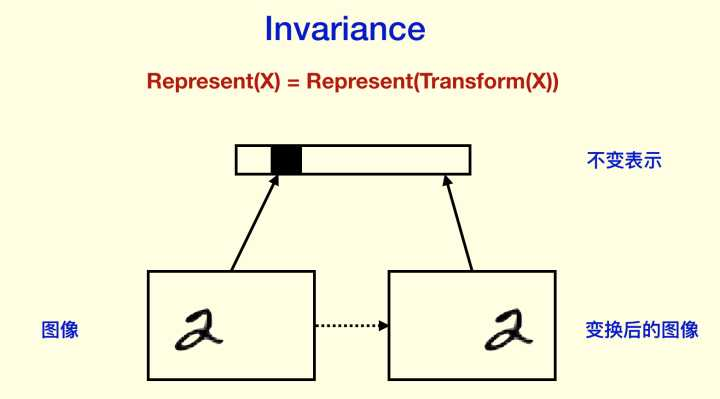 Invariance
Represent(X) = Represent(Transform(X))
不变表示
图像
2
2
变换后的图像